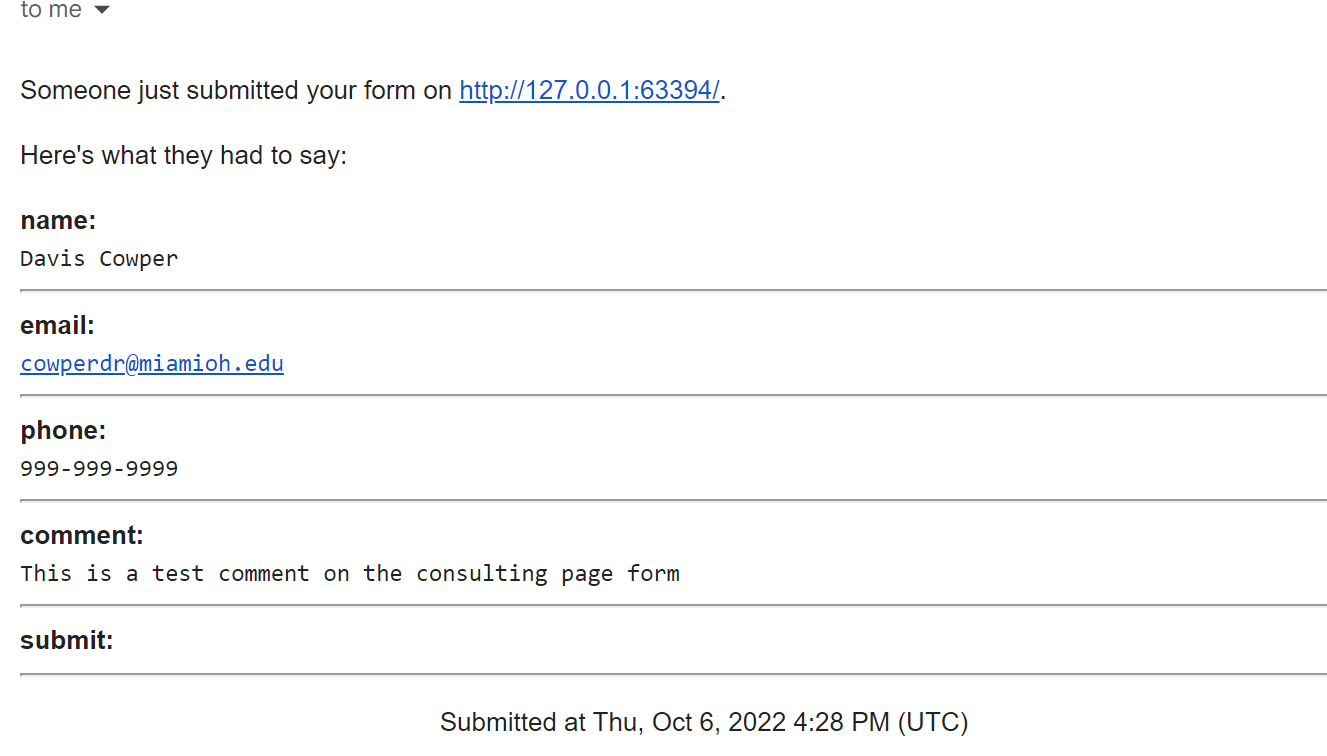 to me
Someone just submitted your form on http://127.0.0.1:63394/.
Here's what they had to say:
name:
Davis Cowper
email:
cowperdr@miamioh.edu
phone:
999-999-9999
comment:
This is a test comment on the consulting page form
submit:
Submitted at Thu, Oct 6, 2022 4:28 PM (UTC)